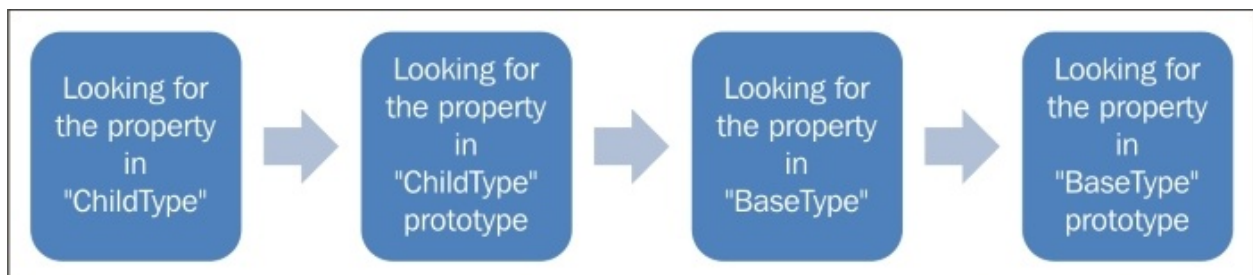 Looking for
the property
in
"ChildType"
Looking for
the property
in
"ChildType"
prototype
Looking for
the property
in
"BaseType"
Looking for
the property
in
"BaseType"
prototype